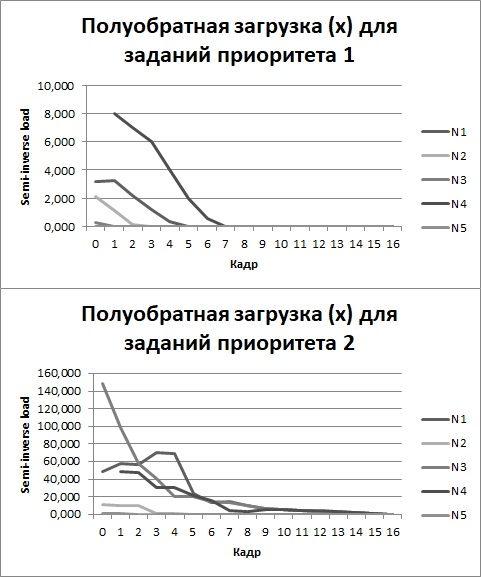 Полуобратная загрузка (x) для
заданий приоритета 1
10,000
8,000
6,000
4,000
2,000
0,000
Semi-inverse load
0 1 2 3 4 5 6 7 8 9 10 11 12 13 14 15 16
Кадр
N1
N2
N3
N4
N5
Полуобратная загрузка (x) для
заданий приоритета 2
160,000
140,000
120,000
100,000
80,000
60,000
40,000
20,000
0,000
Semi-inverse load
0 1 2 3 4 5 6 7 8 9 10 11 12 13 14 15 16
Кадр
N1
N2
N3
N4
N5